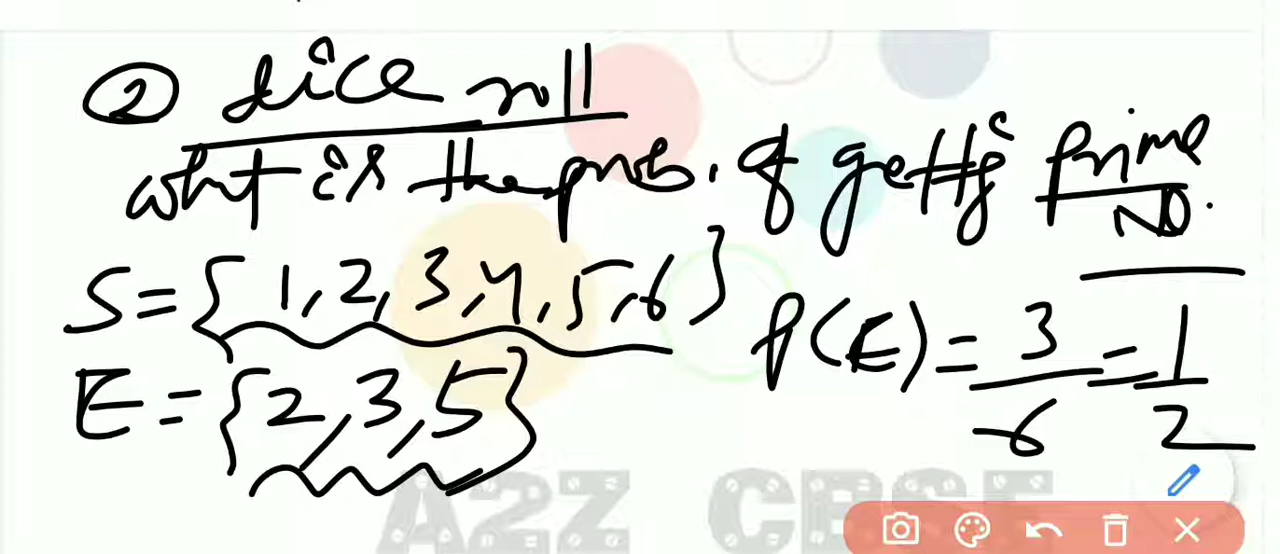 ② dice roll
what is the prob. of gettg prime
No.
S = { 1, 2, 3, 4, 5, 6 }
E = { 2, 3, 5 }
P(E) = 3/6 = 1/2
A2Z CBSE